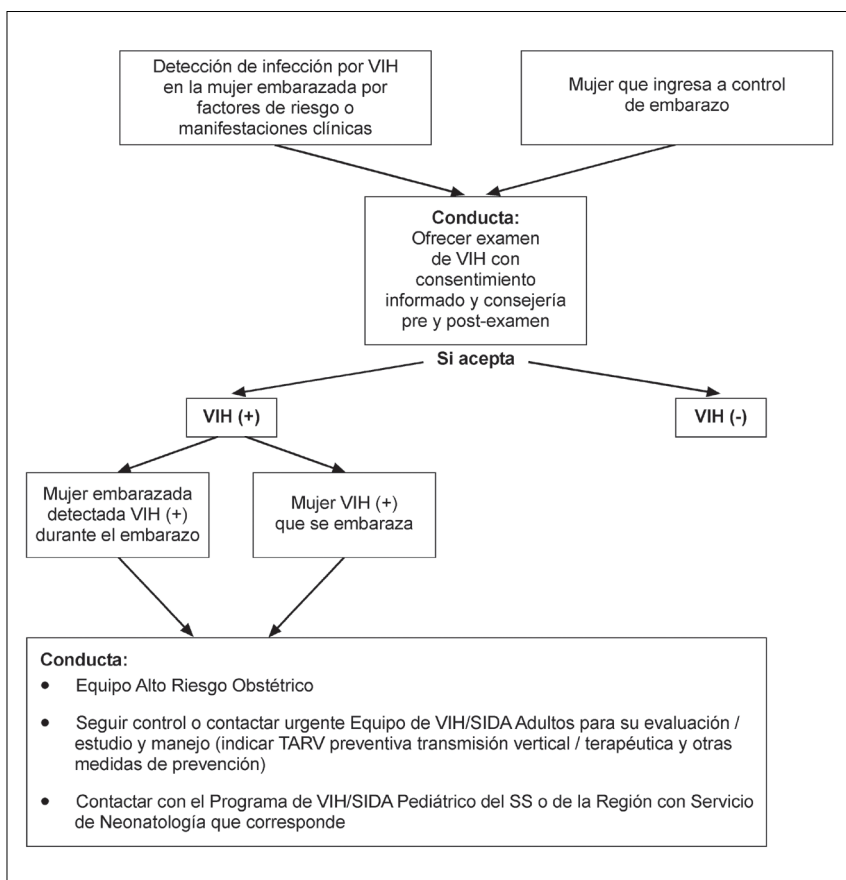 Detección de infección por VIH
en la mujer embarazada por
factores de riesgo o
manifestaciones clínicas
Mujer que ingresa a control
de embarazo
Conducta:
Ofrecer examen
de VIH con
consentimiento
informado y consejería
pre y post-examen
Si acepta
VIH (+)
VIH (-)
Mujer embarazada
detectada VIH (+)
durante el embarazo
Mujer VIH (+)
que se embaraza
Conducta:
• Equipo Alto Riesgo Obstétrico
• Seguir control o contactar urgente Equipo de VIH/SIDA Adultos para su evaluación /
estudio y manejo (indicar TARV preventiva transmisión vertical / terapéutica y otras
medidas de prevención)
• Contactar con el Programa de VIH/SIDA Pediátrico del SS o de la Región con Servicio
de Neonatología que corresponde